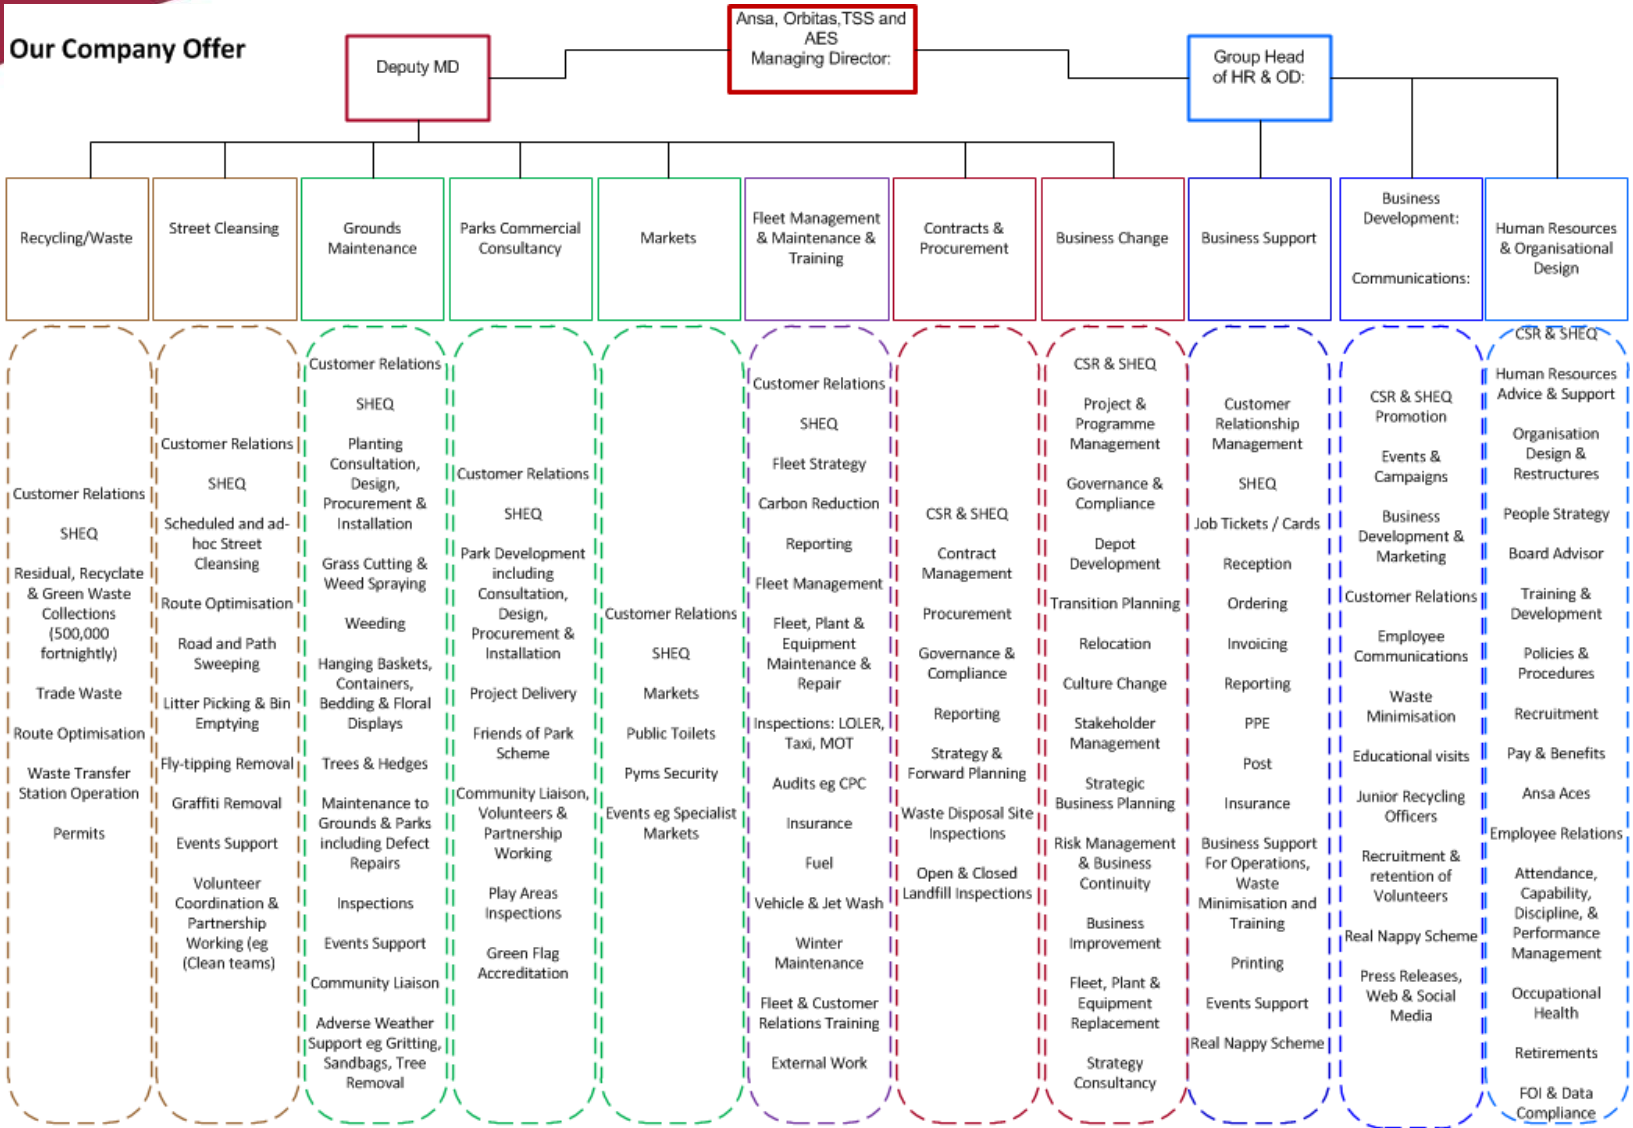 Our Company Offer
Ansa, Orbitas,TSS and
AES
Managing Director:
Deputy MD
Group Head
of HR & OD:
Recycling/Waste
Street Cleansing
Grounds
Maintenance
Parks Commercial
Consultancy
Markets
Fleet Management
& Maintenance &
Training
Contracts &
Procurement
Business Change
Business Support
Business
Development:
Communications:
Human Resources
& Organisational
Design
Customer Relations
SHEQ
Residual, Recyclate
& Green Waste
Collections
(500,000
fortnightly)
Trade Waste
Route Optimisation
Waste Transfer
Station Operation
Permits
Customer Relations
SHEQ
Scheduled and ad-
hoc Street
Cleansing
Route Optimisation
Road and Path
Sweeping
Litter Picking & Bin
Emptying
Fly-tipping Removal
Graffiti Removal
Events Support
Volunteer
Coordination &
Partnership
Working (eg
(Clean teams)
Customer Relations
SHEQ
Planting
Consultation,
Design,
Procurement &
Installation
Grass Cutting &
Weed Spraying
Weeding
Hanging Baskets,
Containers,
Bedding & Floral
Displays
Trees & Hedges
Maintenance to
Grounds & Parks
including Defect
Repairs
Inspections
Events Support
Community Liaison
Adverse Weather
Support eg Gritting,
Sandbags, Tree
Removal
Customer Relations
SHEQ
Park Development
including
Consultation,
Design,
Procurement &
Installation
Project Delivery
Friends of Park
Scheme
Community Liaison,
Volunteers &
Partnership
Working
Play Areas
Inspections
Green Flag
Accreditation
Customer Relations
SHEQ
Markets
Public Toilets
Pyms Security
Events eg Specialist
Markets
Customer Relations
SHEQ
Fleet Strategy
Carbon Reduction
Reporting
Fleet Management
Fleet, Plant &
Equipment
Maintenance &
Repair
Inspections: LOLER,
Taxi, MOT
Audits eg CPC
Insurance
Fuel
Vehicle & Jet Wash
Winter
Maintenance
Fleet & Customer
Relations Training
External Work
CSR & SHEQ
Contract
Management
Procurement
Governance &
Compliance
Reporting
Strategy &
Forward Planning
Waste Disposal Site
Inspections
Open & Closed
Landfill Inspections
CSR & SHEQ
Project &
Programme
Management
Governance &
Compliance
Depot
Development
Transition Planning
Relocation
Culture Change
Stakeholder
Management
Strategic
Business Planning
Risk Management
& Business
Continuity
Business
Improvement
Fleet, Plant &
Equipment
Replacement
Strategy
Consultancy
Customer
Relationship
Management
SHEQ
Job Tickets / Cards
Reception
Ordering
Invoicing
Reporting
PPE
Post
Insurance
Business Support
For Operations,
Waste
Minimisation and
Training
Printing
Events Support
Real Nappy Scheme
CSR & SHEQ
Promotion
Events &
Campaigns
Business
Development &
Marketing
Customer Relations
Employee
Communications
Waste
Minimisation
Educational visits
Junior Recycling
Officers
Recruitment &
retention of
Volunteers
Real Nappy Scheme
Press Releases,
Web & Social
Media
CSR & SHEQ
Human Resources
Advice & Support
Organisation
Design &
Restructures
People Strategy
Board Advisor
Training &
Development
Policies &
Procedures
Recruitment
Pay & Benefits
Ansa Aces
Employee Relations
Attendance,
Capability,
Discipline, &
Performance
Management
Occupational
Health
Retirements
FOI & Data
Compliance